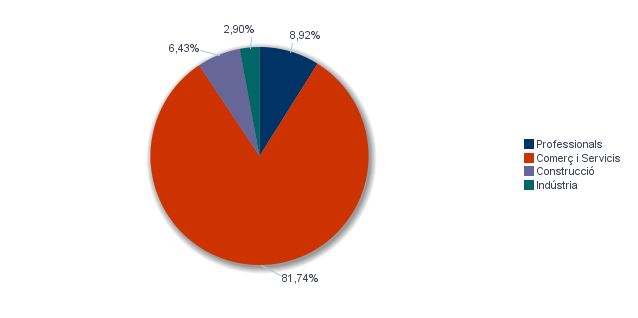 2,90%
8,92%
6,43%
Professionals
Comerç i Servicis
Construcció
Indústria
81,74%